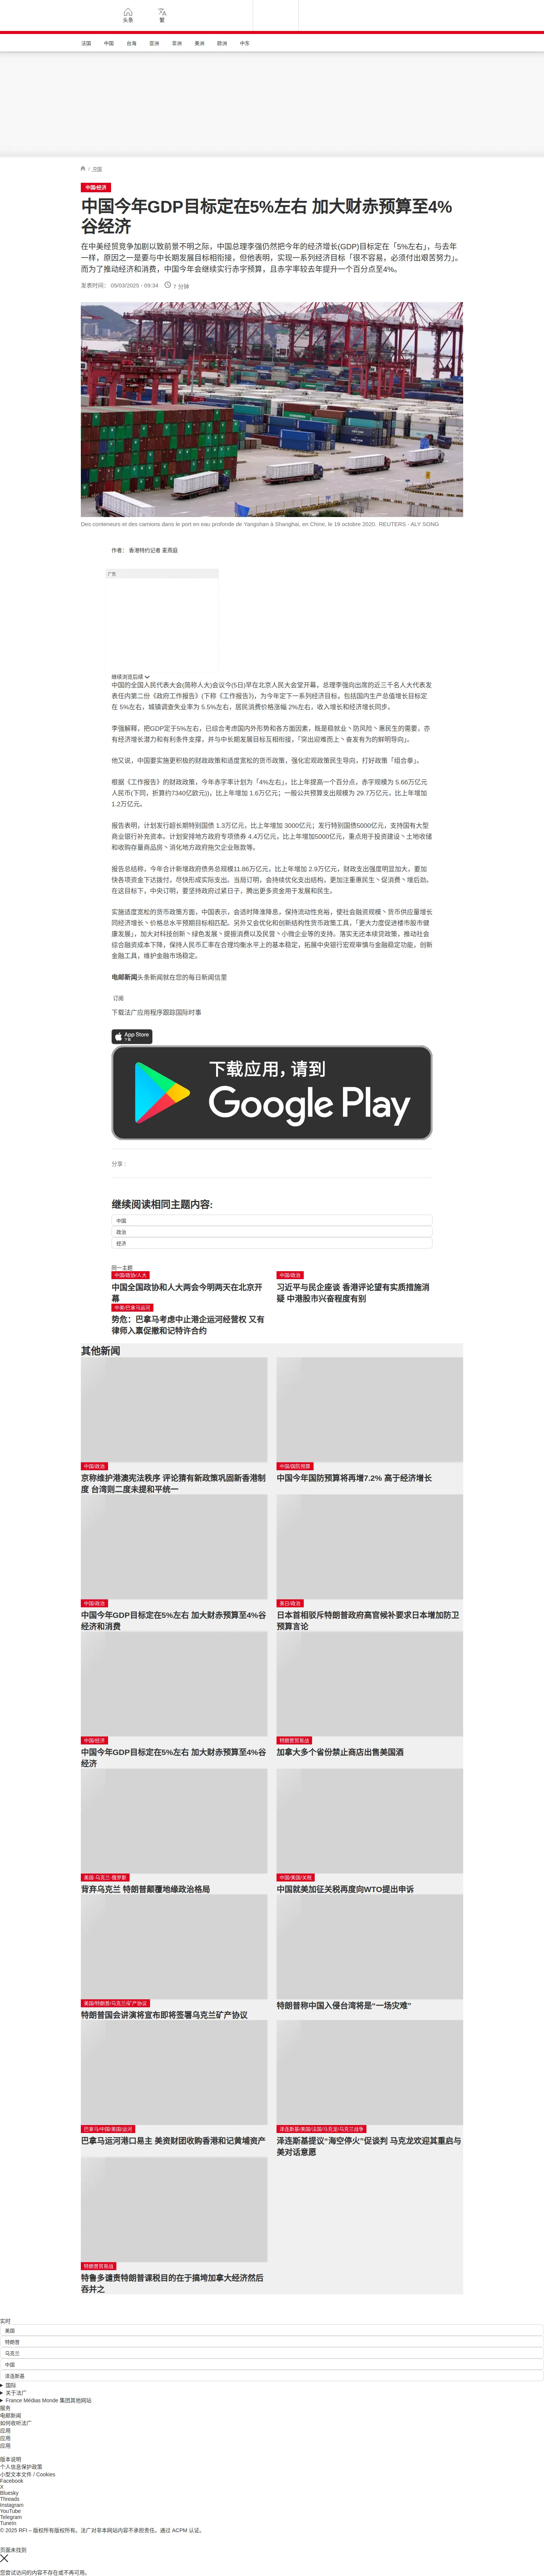 头条
繁
法国
中国
台海
亚洲
非洲
美洲
欧洲
中东
/ 中国
中国/经济
中国今年GDP目标定在5%左右 加大财赤预算至4%
谷经济
在中美经贸竞争加剧以致前景不明之际，中国总理李强仍然把今年的经济增长(GDP)目标定在「5%左右」，与去年
一样，原因之一是要与中长期发展目标相衔接，但他表明，实现一系列经济目标「很不容易，必须付出艰苦努力」。
而为了推动经济和消费，中国今年会继续实行赤字预算，且赤字率较去年提升一个百分点至4%。
发表时间： 05/03/2025 - 09:34
7 分钟
Des conteneurs et des camions dans le port en eau profonde de Yangshan à Shanghai, en Chine, le 19 octobre 2020. REUTERS - ALY SONG
作者： 香港特约记者 麦燕庭
广告
继续浏览后续
中国的全国人民代表大会(简称人大)会议今(5日)早在北京人民大会堂开幕，总理李强向出席的近三千名人大代表发
表任内第二份《政府工作报告》(下称《工作报告》)，为今年定下一系列经济目标，包括国内生产总值增长目标定
在 5%左右，城镇调查失业率为 5.5%左右，居民消费价格涨幅 2%左右，收入增长和经济增长同步。
李强解释，把GDP定于5%左右，已综合考虑国内外形势和各方面因素，既是稳就业丶防风险丶惠民生的需要，亦
有经济增长潜力和有利条件支撑，并与中长期发展目标互相衔接，「突出迎难而上丶奋发有为的鲜明导向」。
他又说，中国要实施更积极的财政政策和适度宽松的货币政策，强化宏观政策民生导向，打好政策「组合拳」。
根据《工作报告》的财政政策，今年赤字率计划为「4%左右」，比上年提高一个百分点，赤字规模为 5.66万亿元
人民币(下同，折算约7340亿欧元))，比上年增加 1.6万亿元；一般公共预算支出规模为 29.7万亿元，比上年增加
1.2万亿元。
报告表明，计划发行超长期特别国债 1.3万亿元，比上年增加 3000亿元；发行特别国债5000亿元，支持国有大型
商业银行补充资本。计划安排地方政府专项债券 4.4万亿元，比上年增加5000亿元，重点用于投资建设丶土地收储
和收购存量商品房丶消化地方政府拖欠企业账款等。
报告总结称，今年合计新增政府债务总规模11.86万亿元，比上年增加 2.9万亿元，财政支出强度明显加大，要加
快各项资金下达拨付，尽快形成实际支出。当局订明，会持续优化支出结构，更加注重惠民生丶促消费丶增后劲。
在这目标下，中央订明，要坚持政府过紧日子，腾出更多资金用于发展和民生。
实施适度宽松的货币政策方面，中国表示，会适时降准降息，保持流动性充裕，使社会融资规模丶货币供应量增长
同经济增长丶价格总水平预期目标相匹配。另外又会优化和创新结构性货币政策工具，「更大力度促进楼市股市健
康发展」，加大对科技创新丶绿色发展丶提振消费以及民营丶小微企业等的支持。落实无还本续贷政策，推动社会
综合融资成本下降，保持人民币汇率在合理均衡水平上的基本稳定，拓展中央银行宏观审慎与金融稳定功能，创新
金融工具，维护金融市场稳定。
电邮新闻头条新闻就在您的每日新闻信里
订阅
下载法广应用程序跟踪国际时事
App Store
下载
下载应用，请到
Google Play
分享 :
继续阅读相同主题内容:
中国
政治
经济
同一主题
中国/政协/人大
中国全国政协和人大两会今明两天在北京开
幕
中国/政治
习近平与民企座谈 香港评论望有实质措施消
疑 中港股市兴奋程度有别
中美/巴拿马运河
势危：巴拿马考虑中止港企运河经营权 又有
律师入禀促撤和记特许合约
其他新闻
中国/政治
京称维护港澳宪法秩序 评论猜有新政策巩固新香港制
度 台湾则二度未提和平统一
中国/国防预算
中国今年国防预算将再增7.2% 高于经济增长
中国/政治
中国今年GDP目标定在5%左右 加大财赤预算至4%谷
经济和消费
美日/政治
日本首相驳斥特朗普政府高官候补要求日本增加防卫
预算言论
中国/经济
中国今年GDP目标定在5%左右 加大财赤预算至4%谷
经济
特朗普贸易战
加拿大多个省份禁止商店出售美国酒
美国·乌克兰·俄罗斯
背弃乌克兰 特朗普颠覆地缘政治格局
中国/美国/关税
中国就美加征关税再度向WTO提出申诉
美国/特朗普/乌克兰/矿产协议
特朗普国会讲演将宣布即将签署乌克兰矿产协议
特朗普称中国入侵台湾将是“一场灾难”
巴拿马/中国/美国/运河
巴拿马运河港口易主 美资财团收购香港和记黄埔资产
泽连斯基/美国/法国/马克龙/乌克兰战争
泽连斯基提议“海空停火”促谈判 马克龙欢迎其重启与
美对话意愿
特朗普贸易战
特鲁多谴责特朗普课税目的在于搞垮加拿大经济然后
吞并之
实时
美国
特朗普
乌克兰
中国
泽连斯基
国际
关于法广
France Médias Monde 集团其他网站
服务
电邮新闻
如何收听法广
应用
应用
应用
版本说明
个人信息保护政策
小型文本文件 / Cookies
Facebook
X
Bluesky
Threads
Instagram
YouTube
Telegram
TuneIn
© 2025 RFI – 版权所有版权所有。法广对非本网站内容不承担责任。通过 ACPM 认证。
页面未找到
您尝试访问的内容不存在或不再可用。